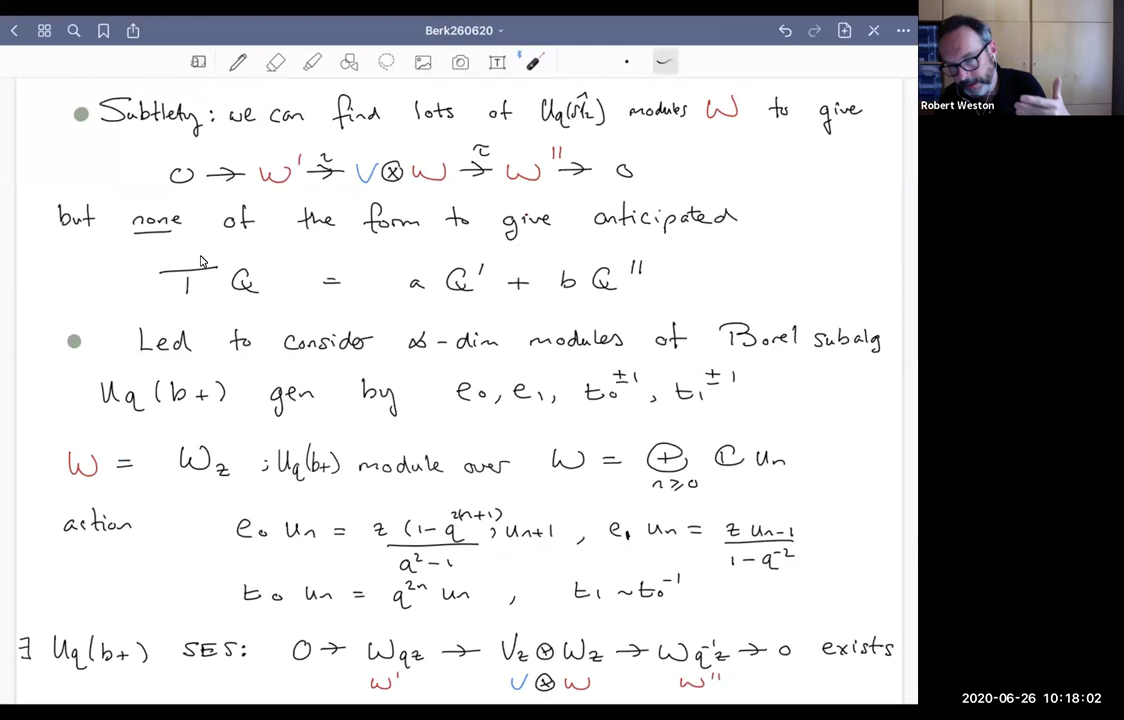 Berk260620
Robert Weston
Subtlety: we can find lots of Uq(sl̂2) modules W to give
0 → W' →ι V ⊗ W →τ W'' → 0
but none of the form to give anticipated
T Q = a Q' + b Q''
Led to consider ∞-dim modules of Borel subalg
Uq(b+) gen by e0, e1, t0^±1, t1^±1
W = Wz ; Uq(b+) module over W = ⊕_{n≥0} ℂ un
action e0 un = z (1 - q^{2(n+1)}) / (q^2 - 1) un+1 , e1 un = z un-1 / (1 - q^{-2})
t0 un = q^{2n} un , t1 ~ t0^{-1}
∃ Uq(b+) SES: 0 → Wqz → Vz ⊗ Wz → Wq^{-1}z → 0 exists
W' V ⊗ W W''
2020-06-26 10:18:02